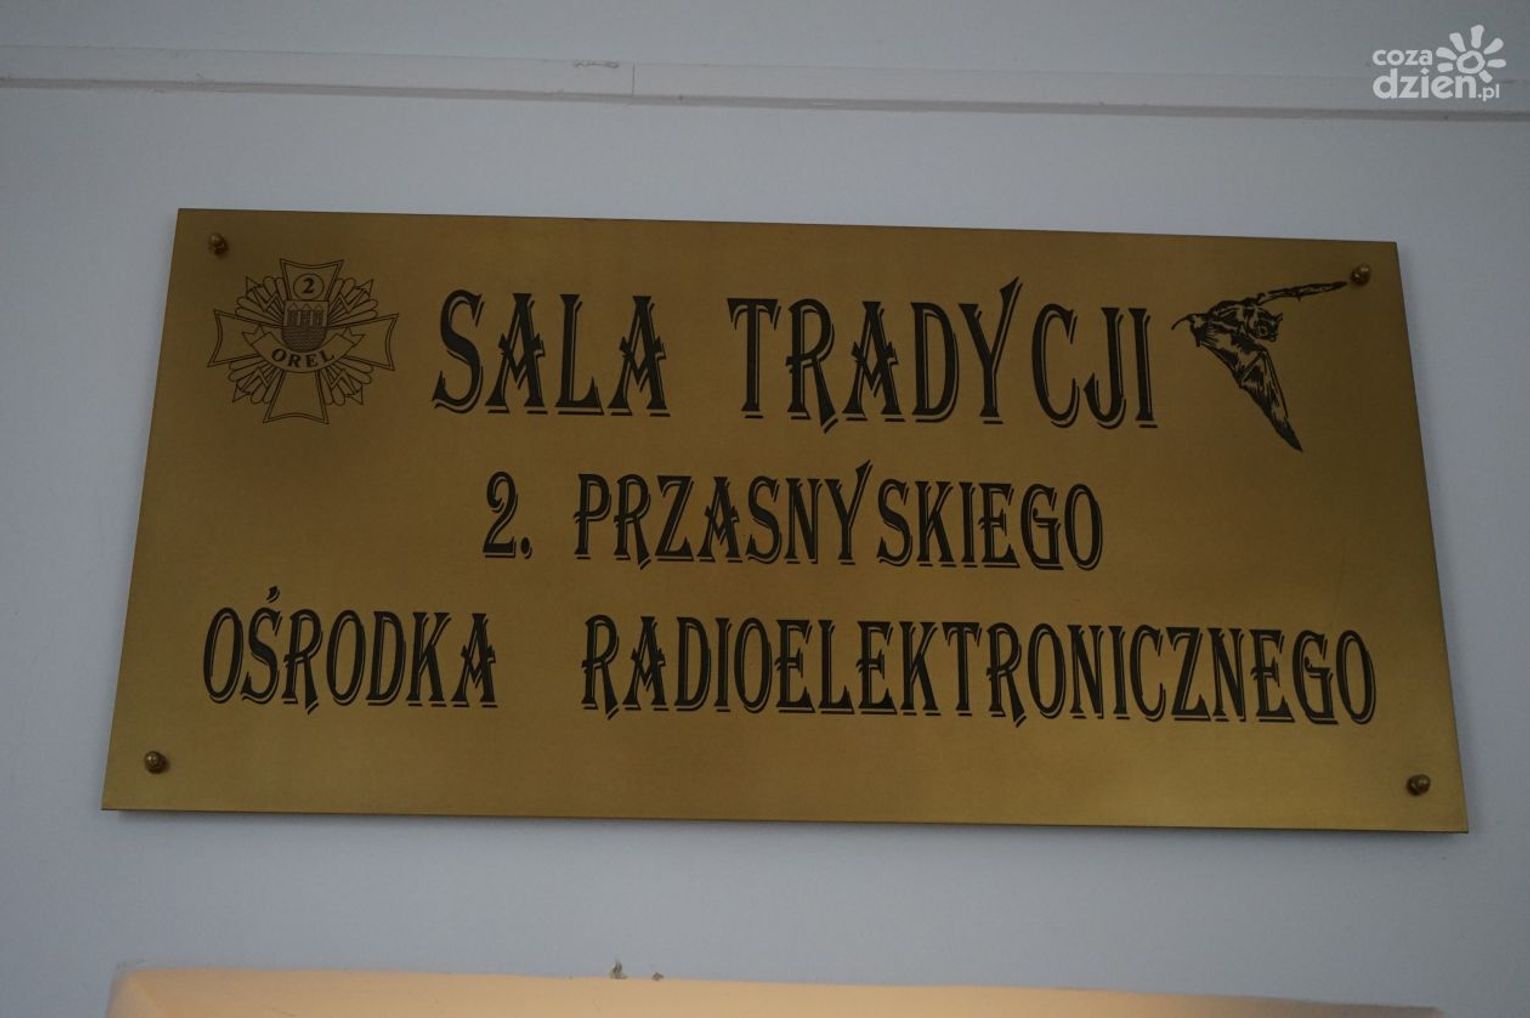 coza
dzien.pl
2
OREL
SALA TRADYCJI
2. PRZASNYSKIEGO
OŚRODKA RADIOELEKTRONICZNEGO